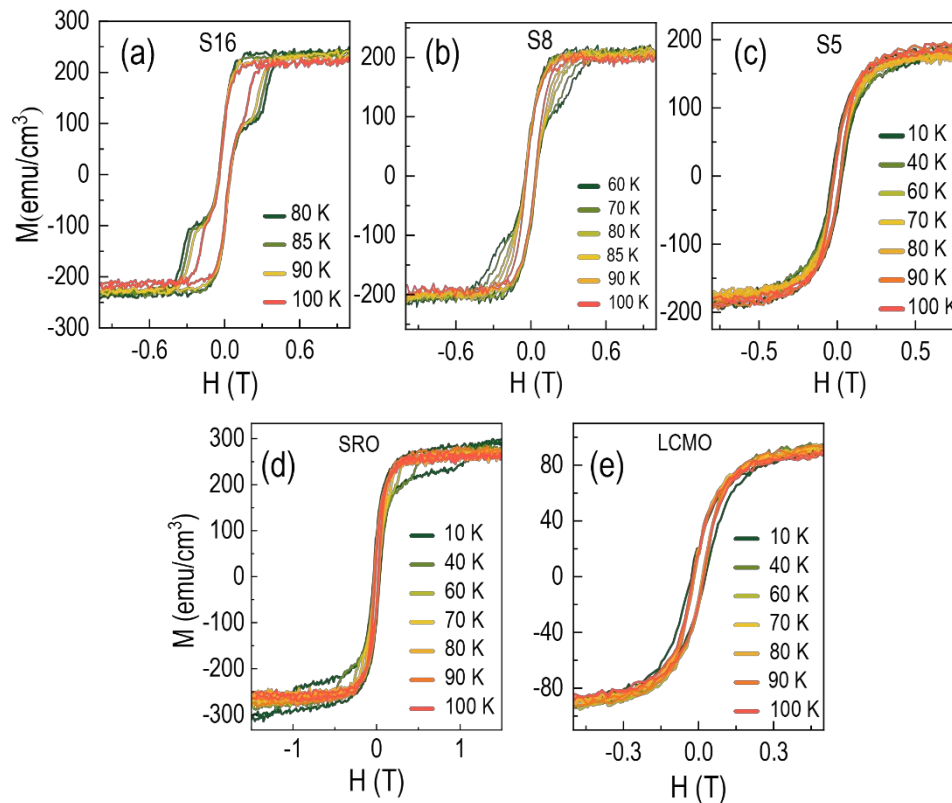 (a)
S16
M((emu/cm³)
300
200
100
0
-100
-200
-300
80 K
85 K
90 K
100 K
-0.6
0.0
0.6
H (T)
(b)
S8
200
100
0
-100
-200
60 K
70 K
80 K
85 K
90 K
100 K
-0.6
0.0
0.6
H (T)
(c)
S5
200
150
100
50
0
-50
-100
-150
-200
10 K
40 K
60 K
70 K
80 K
90 K
100 K
-0.5
0.0
0.5
H (T)
(d)
SRO
M (emu/cm³)
300
200
100
0
-100
-200
-300
10 K
40 K
60 K
70 K
80 K
90 K
100 K
-1
0
1
H (T)
(e)
LCMO
80
40
0
-40
-80
10 K
40 K
60 K
70 K
80 K
90 K
100 K
-0.3
0.0
0.3
H (T)